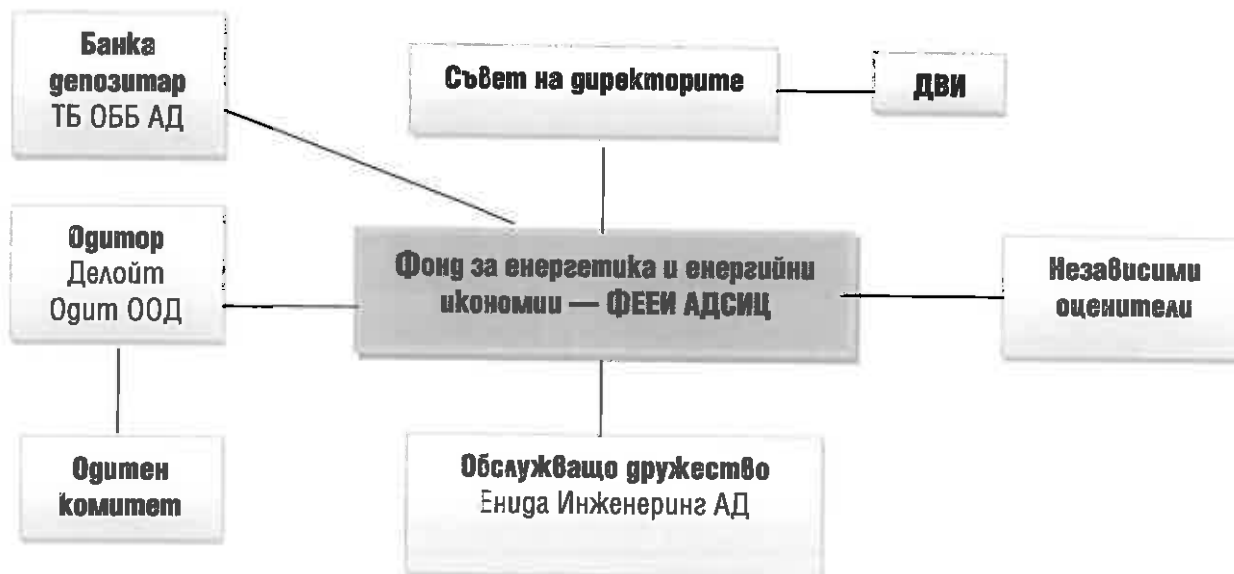 Банка
депозитар
ТБ ОББ АД
Съвет на директорите
ДВИ
Одитор
Делойт
Одит ООД
Фонд за енергетика и енергийни
икономии — ФЕЕИ АДСИЦ
Независими
оценители
Одитен
комитет
Обслужващо дружество
Енида Инженеринг АД